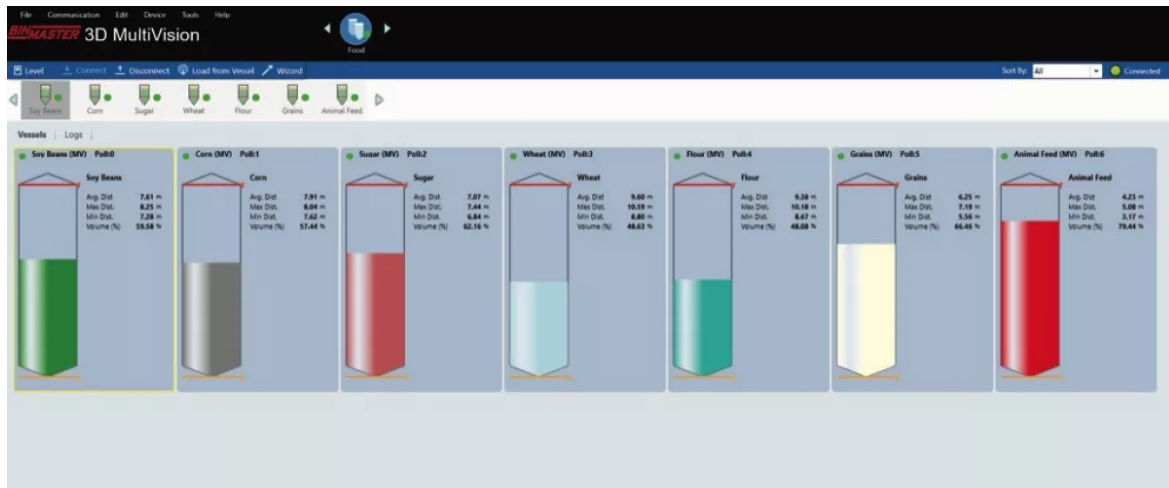 File Communication Edit Device Tools Help
BINMASTER 3D MultiVision
Food
Level Connect Disconnect Load from Vessel Wizard Sort By: All Connected
Soy Beans Corn Sugar Wheat Flour Grains Animal Feed
Vessels | Logs |
Soy Beans (MV) Poll:0
Soy Beans
Avg. Dist 7.61 m
Max Dist. 8.25 m
Min Dist. 7.28 m
Volume (%) 59.58 %
Corn (MV) Poll:1
Corn
Avg. Dist 7.91 m
Max Dist. 8.04 m
Min Dist. 7.62 m
Volume (%) 57.44 %
Sugar (MV) Poll:2
Sugar
Avg. Dist 7.07 m
Max Dist. 7.44 m
Min Dist. 6.84 m
Volume (%) 62.16 %
Wheat (MV) Poll:3
Wheat
Avg. Dist 9.60 m
Max Dist. 10.59 m
Min Dist. 8.80 m
Volume (%) 48.63 %
Flour (MV) Poll:4
Flour
Avg. Dist 9.38 m
Max Dist. 10.18 m
Min Dist. 8.67 m
Volume (%) 48.08 %
Grains (MV) Poll:5
Grains
Avg. Dist 6.25 m
Max Dist. 7.19 m
Min Dist. 5.56 m
Volume (%) 66.46 %
Animal Feed (MV) Poll:6
Animal Feed
Avg. Dist 4.23 m
Max Dist. 5.08 m
Min Dist. 3.17 m
Volume (%) 79.44 %